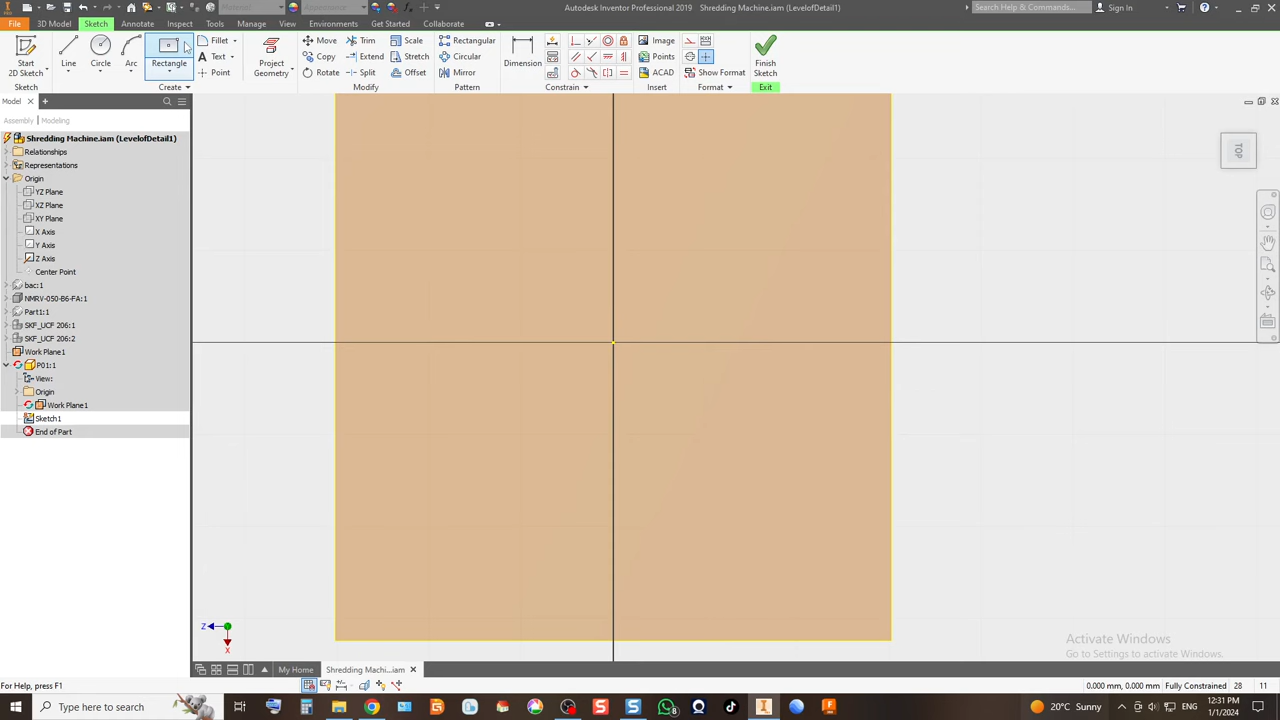 Material
Appearance
Autodesk Inventor Professional 2019
Shredding Machine.iam
Search Help & Commands...
Sign In
File
3D Model
Sketch
Annotate
Inspect
Tools
Manage
View
Environments
Get Started
Collaborate
Start
2D Sketch
Line
Circle
Arc
Rectangle
Fillet
Text
Point
Project
Geometry
Move
Copy
Rotate
Trim
Extend
Split
Scale
Stretch
Offset
Rectangular
Circular
Mirror
Dimension
Image
Points
ACAD
Show Format
Finish
Sketch
Sketch
Create
Modify
Pattern
Constrain
Insert
Format
Exit
Model
Assembly
Modeling
Shredding Machine.iam (LevelofDetail1)
Relationships
Representations
Origin
YZ Plane
XZ Plane
XY Plane
X Axis
Y Axis
Z Axis
Center Point
bac:1
NMRV-050-B6-FA:1
Part1:1
SKF_UCF 206:1
SKF_UCF 206:2
Work Plane1
P01:1
View:
Origin
Work Plane1
Sketch1
End of Part
TOP
Z
X
Activate Windows
Go to Settings to activate Windows.
My Home
Shredding Machi...iam
For Help, press F1
0.000 mm, 0.000 mm
Fully Constrained
28
11
Type here to search
20°C Sunny
ENG
12:31 PM
1/1/2024